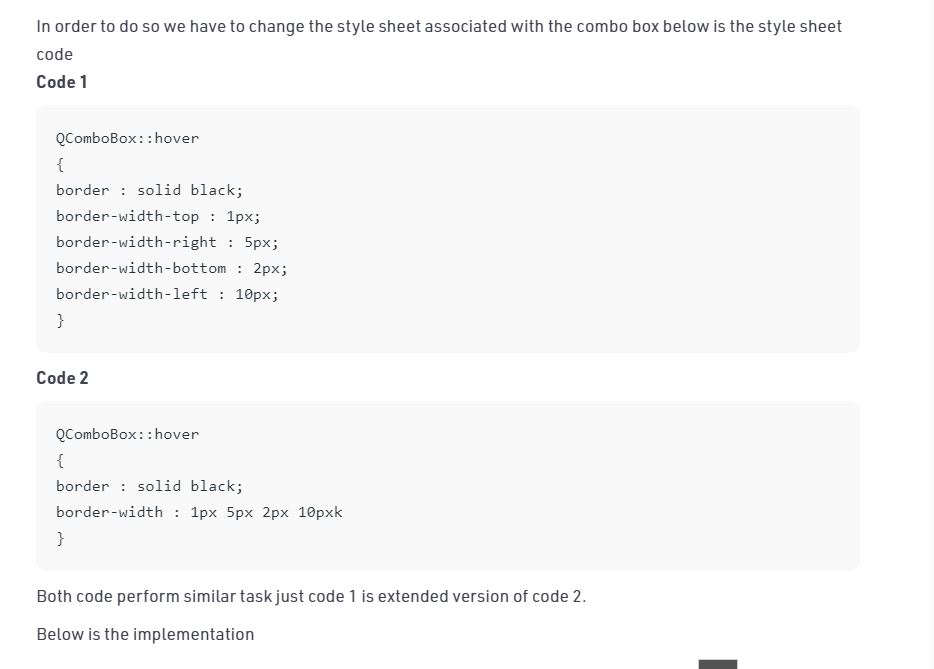 In order to do so we have to change the style sheet associated with the combo box below is the style sheet
code
Code 1
QComboBox::hover
{
border : solid black;
border-width-top : 1px;
border-width-right : 5px;
border-width-bottom : 2px;
border-width-left : 10px;
}
Code 2
QComboBox::hover
{
border : solid black;
border-width : 1px 5px 2px 10pxk
}
Both code perform similar task just code 1 is extended version of code 2.
Below is the implementation